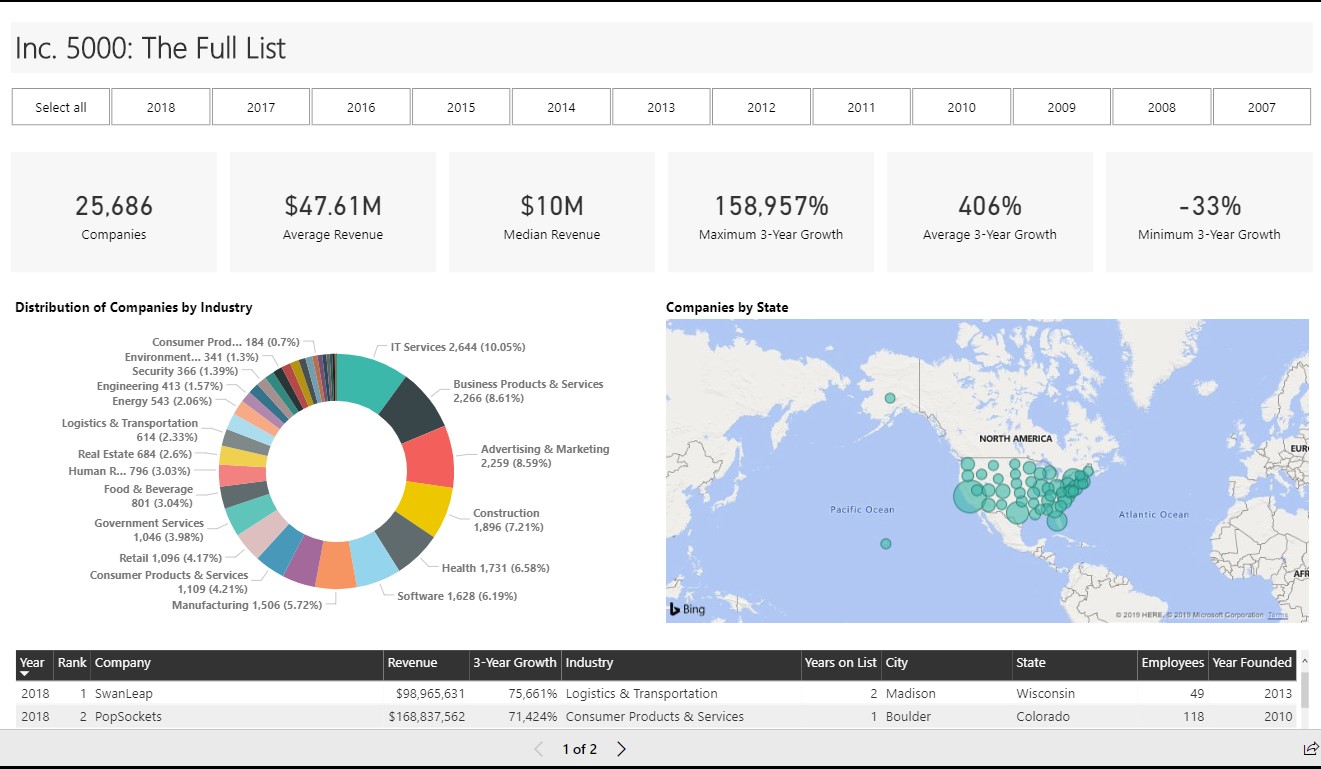 Inc. 5000: The Full List
Select all 2018 2017 2016 2015 2014 2013 2012 2011 2010 2009 2008 2007
25,686
Companies
$47.61M
Average Revenue
$10M
Median Revenue
158,957%
Maximum 3-Year Growth
406%
Average 3-Year Growth
-33%
Minimum 3-Year Growth
Distribution of Companies by Industry
Consumer Prod... 184 (0.7%)
Environment... 341 (1.3%)
Security 366 (1.39%)
Engineering 413 (1.57%)
Energy 543 (2.06%)
Logistics & Transportation
614 (2.33%)
Real Estate 684 (2.6%)
Human R... 796 (3.03%)
Food & Beverage
801 (3.04%)
Government Services
1,046 (3.98%)
Retail 1,096 (4.17%)
Consumer Products & Services
1,109 (4.21%)
Manufacturing 1,506 (5.72%)
IT Services 2,644 (10.05%)
Business Products & Services
2,266 (8.61%)
Advertising & Marketing
2,259 (8.59%)
Construction
1,896 (7.21%)
Health 1,731 (6.58%)
Software 1,628 (6.19%)
Companies by State
NORTH AMERICA
EUR
Pacific Ocean
Atlantic Ocean
AFR
Bing
© 2019 HERE, © 2019 Microsoft Corporation Terms
Year Rank Company Revenue 3-Year Growth Industry Years on List City State Employees Year Founded
2018 1 SwanLeap $98,965,631 75,661% Logistics & Transportation 2 Madison Wisconsin 49 2013
2018 2 PopSockets $168,837,562 71,424% Consumer Products & Services 1 Boulder Colorado 118 2010
1 of 2